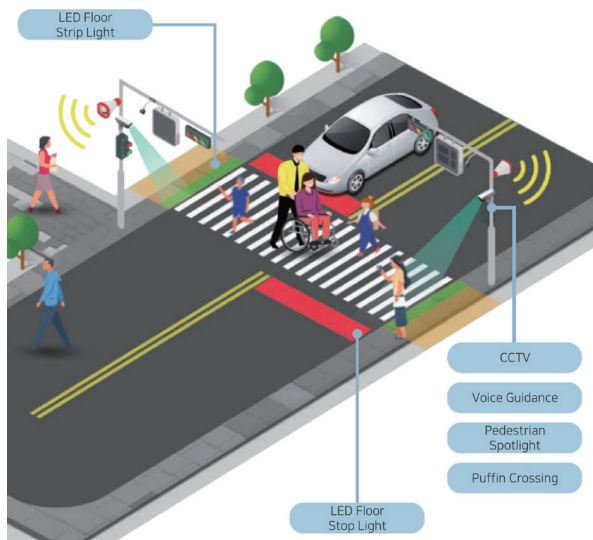 LED Floor
Strip Light
CCTV
Voice Guidance
Pedestrian
Spotlight
Puffin Crossing
LED Floor
Stop Light